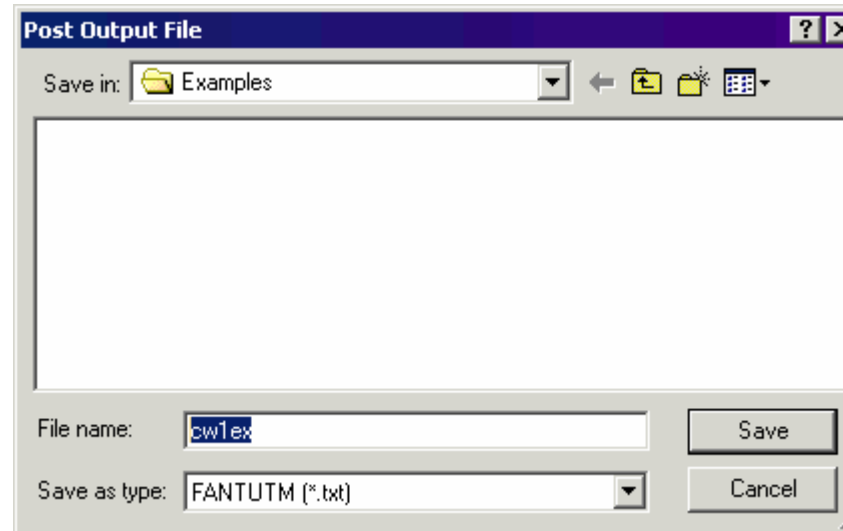 Post Output File
Save in: Examples
File name: cw1ex Save
Save as type: FANTUTM (*.txt) Cancel